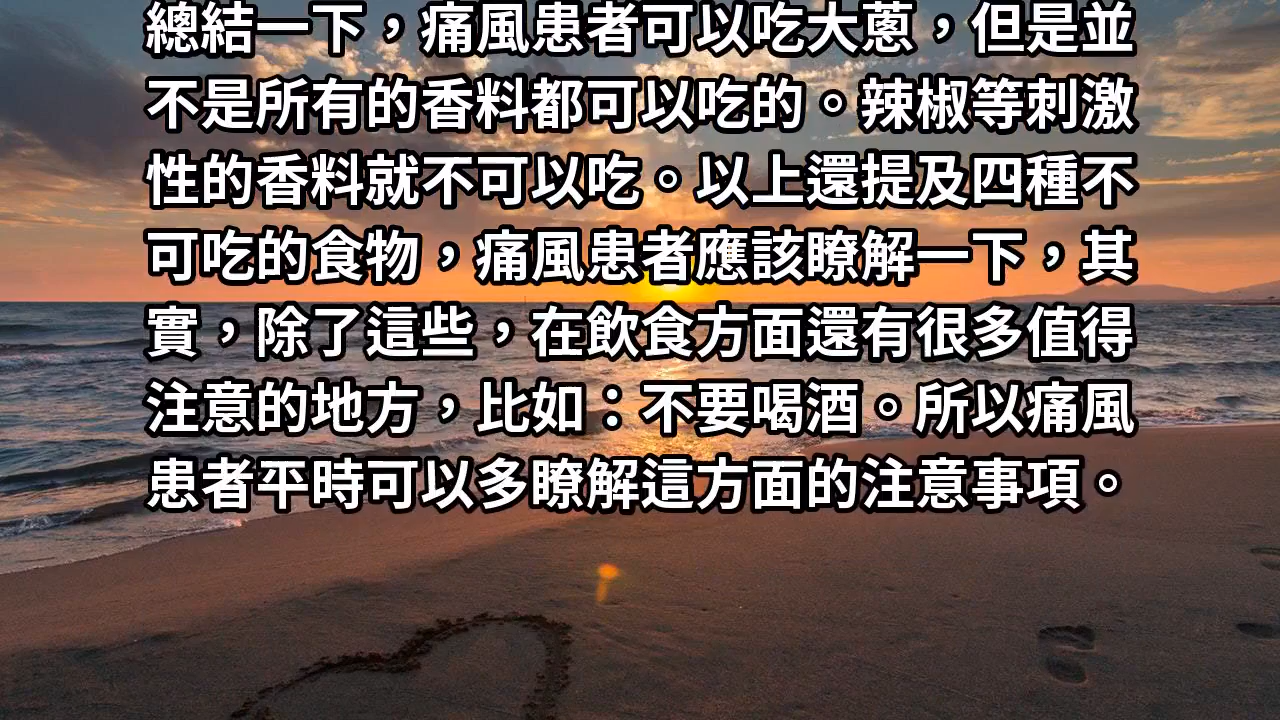 總結一下，痛風患者可以吃大蔥，但是並
不是所有的香料都可以吃的。辣椒等刺激
性的香料就不可以吃。以上還提及四種不
可吃的食物，痛風患者應該瞭解一下，其
實，除了這些，在飲食方面還有很多值得
注意的地方，比如：不要喝酒。所以痛風
患者平時可以多瞭解這方面的注意事項。